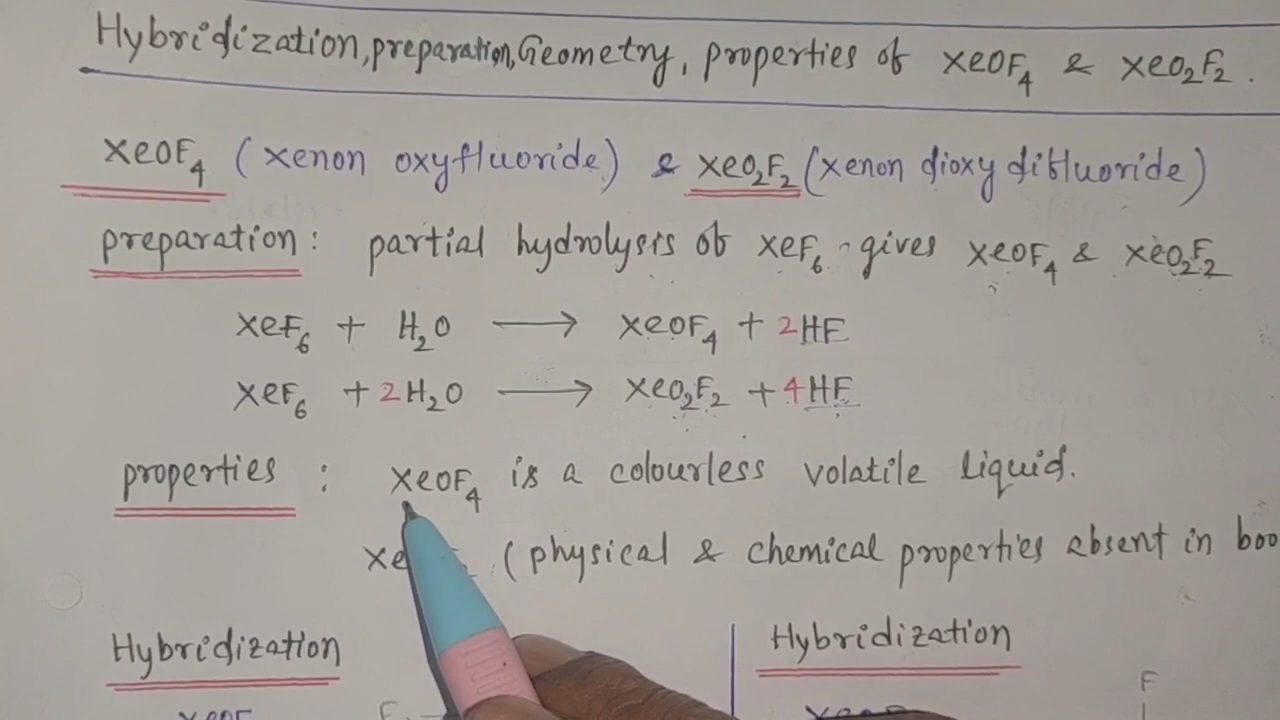 Hybridization, preparation, Geometry, properties of XeOF₄ & XeO₂F₂.
XeOF₄ (xenon oxyfluoride) & XeO₂F₂ (xenon dioxy difluoride)
preparation: partial hydrolysis of XeF₆ gives XeOF₄ & XeO₂F₂
XeF₆ + H₂O ⟶ XeOF₄ + 2HF
XeF₆ + 2H₂O ⟶ XeO₂F₂ + 4HF
properties : XeOF₄ is a colourless volatile liquid.
(physical & chemical properties absent in
Hybridization
Hybridization
F
F